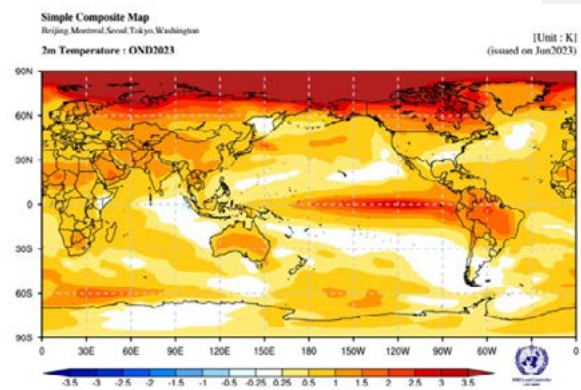 Simple Composite Map
Beijing,Montreal,Seoul,Tokyo,Washington
2m Temperature : OND2023
[Unit : K]
(issued on Jun2023)
90N
60N
30N
0
30S
60S
90S
0 30E 60E 90E 120E 150E 180 150W 120W 90W 60W 0
-3.5 -3 -2.5 -2 -1.5 -1 -0.5 -0.25 0.25 0.5 1 1.5 2 2.5 3 3.5